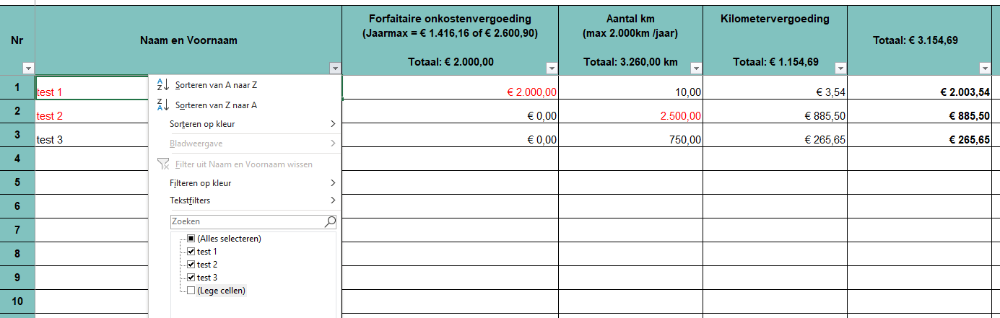 Nr
Naam en Voornaam
Forfaitaire onkostenvergoeding
(Jaarmax = € 1.416,16 of € 2.600,90)
Totaal: € 2.000,00
Aantal km
(max 2.000km /jaar)
Totaal: 3.260,00 km
Kilometervergoeding
Totaal: € 1.154,69
Totaal: € 3.154,69
1 test 1 € 2.000,00 10,00 € 3,54 € 2.003,54
2 test 2 € 0,00 2.500,00 € 885,50 € 885,50
3 test 3 € 0,00 750,00 € 265,65 € 265,65
4
5
6
7
8
9
10
Sorteren van A naar Z
Sorteren van Z naar A
Sorteren op kleur
Bladweergave
Filter uit Naam en Voornaam wissen
Filteren op kleur
Tekstfilters
Zoeken
(Alles selecteren)
test 1
test 2
test 3
(Lege cellen)